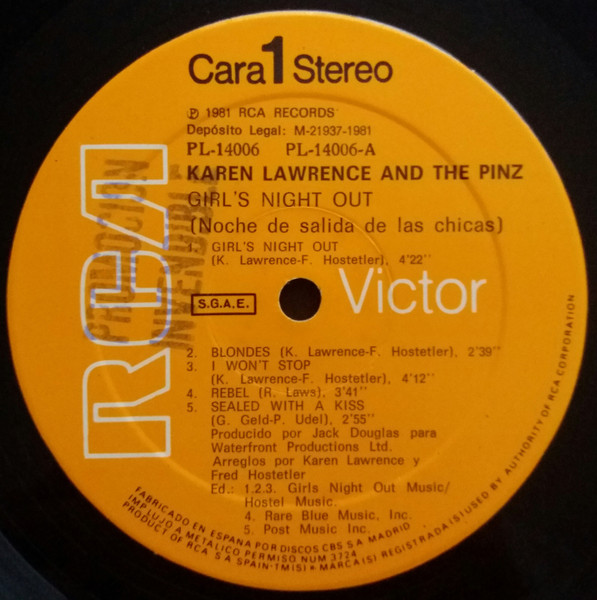 Cara 1 Stereo
℗ 1981 RCA RECORDS
Depósito Legal: M-21937-1981
PL-14006 PL-14006-A
KAREN LAWRENCE AND THE PINZ
GIRL'S NIGHT OUT
(Noche de salida de las chicas)
1. GIRL'S NIGHT OUT
(K. Lawrence-F. Hostetler), 4'22''
RCA
PROMOCION
INVENDIBLE
S.G.A.E.
Victor
2. BLONDES (K. Lawrence-F. Hostetler), 2'39''
3. I WON'T STOP
(K. Lawrence-F. Hostetler), 4'12''
4. REBEL (R. Laws), 3'41''
5. SEALED WITH A KISS
(G. Geld-P. Udel), 2'55''
Producido por Jack Douglas para
Waterfront Productions Ltd.
Arreglos por Karen Lawrence y
Fred Hostetler
Ed.: 1.2.3. Girls Night Out Music/
Hostel Music.
4. Rare Blue Music, Inc.
5. Post Music Inc.
FABRICADO EN ESPAÑA POR DISCOS CBS S A MADRID
IMP LUJO A METALICO PERMISO NUM 3724
PRODUCT OF RCA S A SPAIN-TM(S) ® MARCA(S) REGISTRADA(S) USED BY AUTHORITY OF RCA CORPORATION